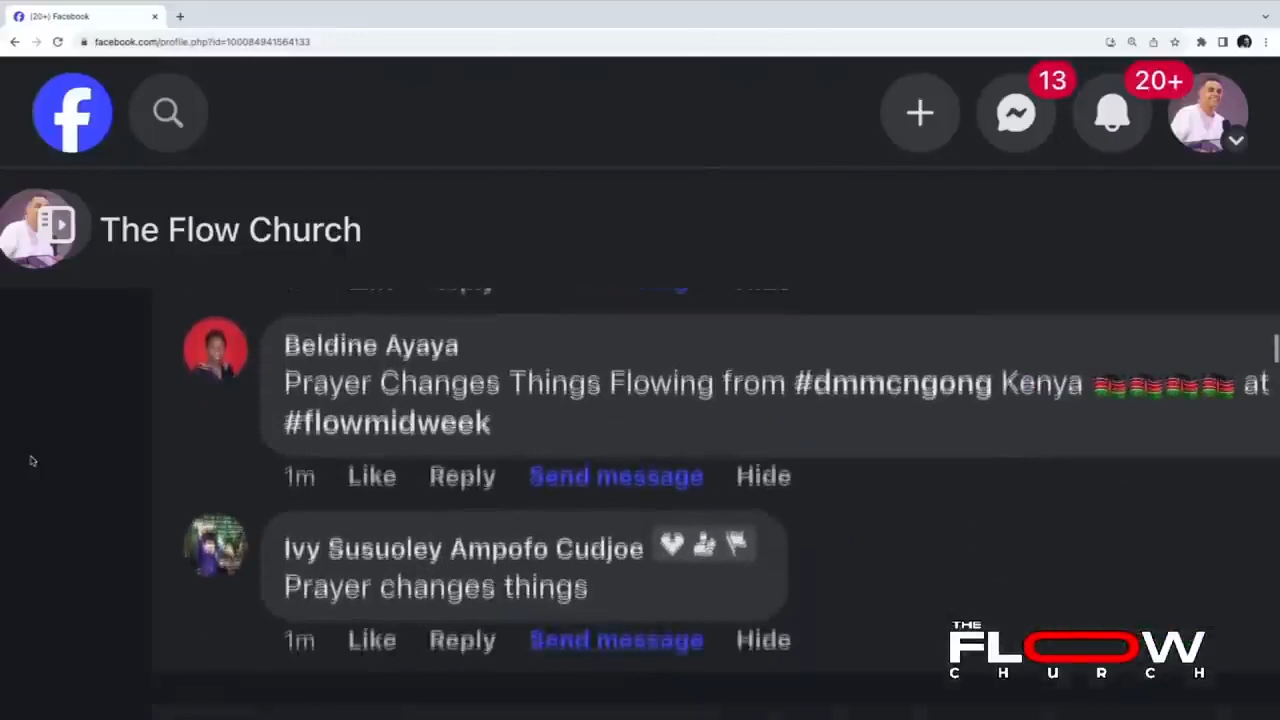 (20+) Facebook
facebook.com/profile.php?id=100084941564133
13
20+
The Flow Church
Beldine Ayaya
Prayer Changes Things Flowing from #dmmcngong Kenya 🇰🇪🇰🇪🇰🇪🇰🇪 at
#flowmidweek
1m Like Reply Send message Hide
Ivy Susuoley Ampofo Cudjoe
Prayer changes things
1m Like Reply Send message Hide
THE
FLOW
CHURCH